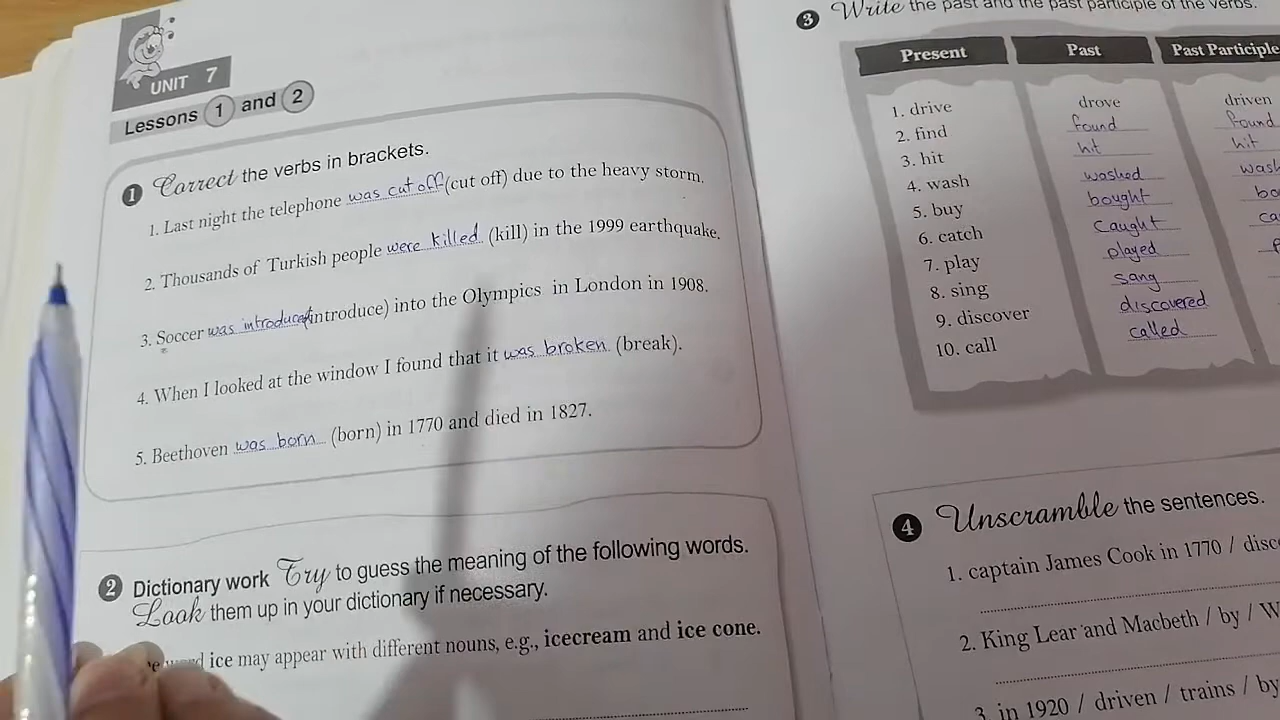 UNIT 7
Lessons 1 and 2
1 Correct the verbs in brackets.
1. Last night the telephone was cut off (cut off) due to the heavy storm.
2. Thousands of Turkish people were killed (kill) in the 1999 earthquake.
3. Soccer was introduced (introduce) into the Olympics in London in 1908.
4. When I looked at the window I found that it was broken (break).
5. Beethoven was born (born) in 1770 and died in 1827.
2 Dictionary work Try to guess the meaning of the following words.
Look them up in your dictionary if necessary.
ice may appear with different nouns, e.g., icecream and ice cone.
3 Write the past and the past participle of the verbs.
Present Past Past Participle
1. drive drove driven
2. find found found
3. hit hit hit
4. wash washed
5. buy bought
6. catch caught
7. play played
8. sing sang
9. discover discovered
10. call called
4 Unscramble the sentences.
1. captain James Cook in 1770 /
2. King Lear and Macbeth / by /
3. in 1920 / driven / trains / by